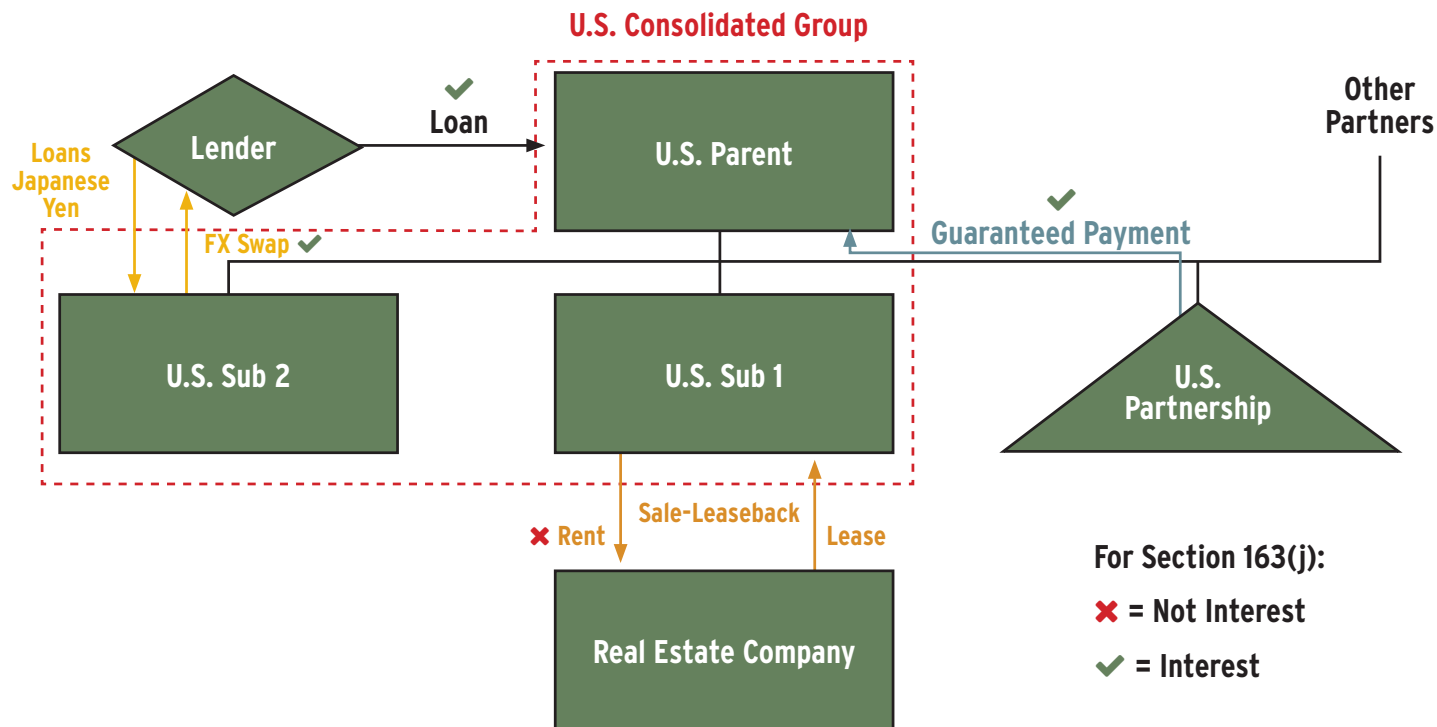 U.S. Consolidated Group
Lender
Loan
U.S. Parent
Other
Partners
Loans
Japanese
Yen
FX Swap ✔
Guaranteed Payment
U.S. Sub 2
U.S. Sub 1
U.S.
Partnership
✖ Rent
Sale-Leaseback
Lease
Real Estate Company
For Section 163(j):
✖ = Not Interest
✔ = Interest